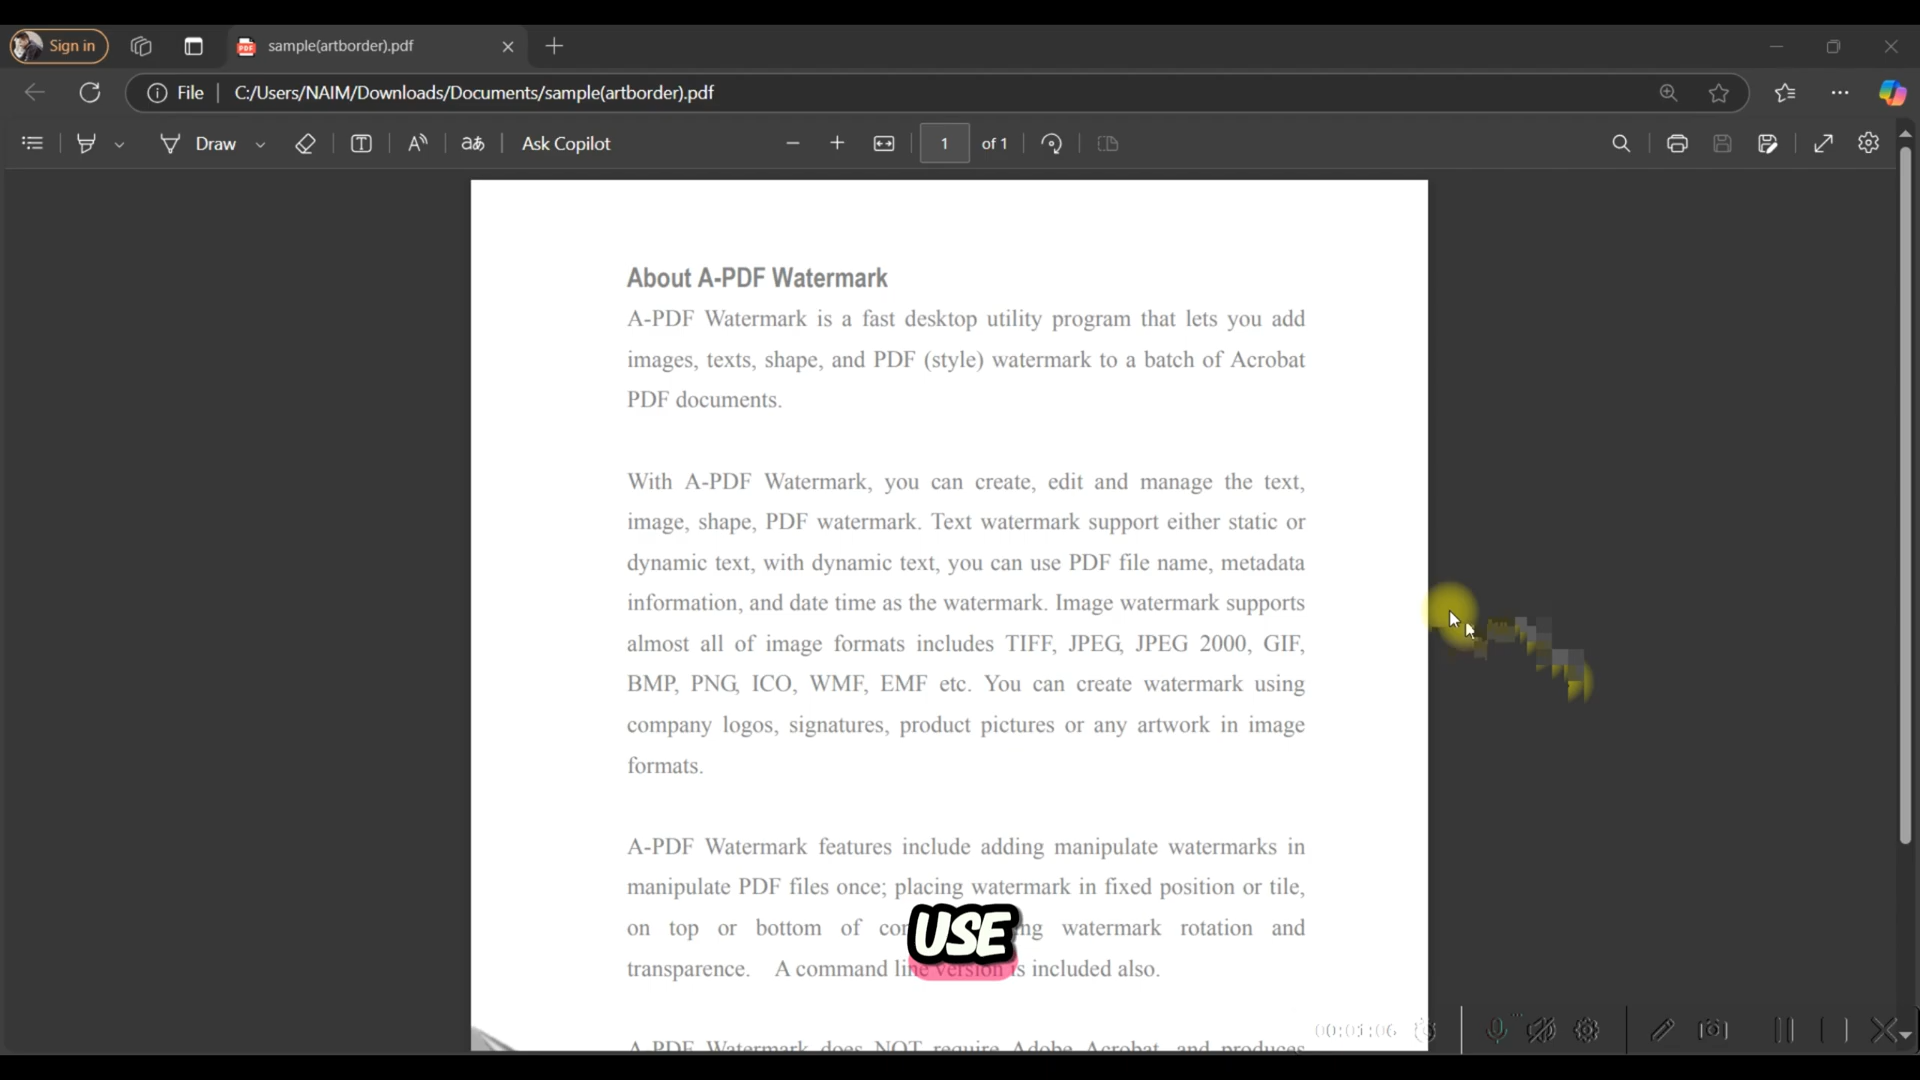 Sign in
sample(artborder).pdf
File
C:/Users/NAIM/Downloads/Documents/sample(artborder).pdf
Draw
Ask Copilot
1 of 1
About A-PDF Watermark
A-PDF Watermark is a fast desktop utility program that lets you add
images, texts, shape, and PDF (style) watermark to a batch of Acrobat
PDF documents.
With A-PDF Watermark, you can create, edit and manage the text,
image, shape, PDF watermark. Text watermark support either static or
dynamic text, with dynamic text, you can use PDF file name, metadata
information, and date time as the watermark. Image watermark supports
almost all of image formats includes TIFF, JPEG, JPEG 2000, GIF,
BMP, PNG, ICO, WMF, EMF etc. You can create watermark using
company logos, signatures, product pictures or any artwork in image
formats.
A-PDF Watermark features include adding manipulate watermarks in
manipulate PDF files once; placing watermark in fixed position or tile,
on top or bottom of watermark rotation and
USE
transparence. A command line version is included also.
00:01:06
A-PDF Watermark does NOT require Adobe Acrobat, and produces